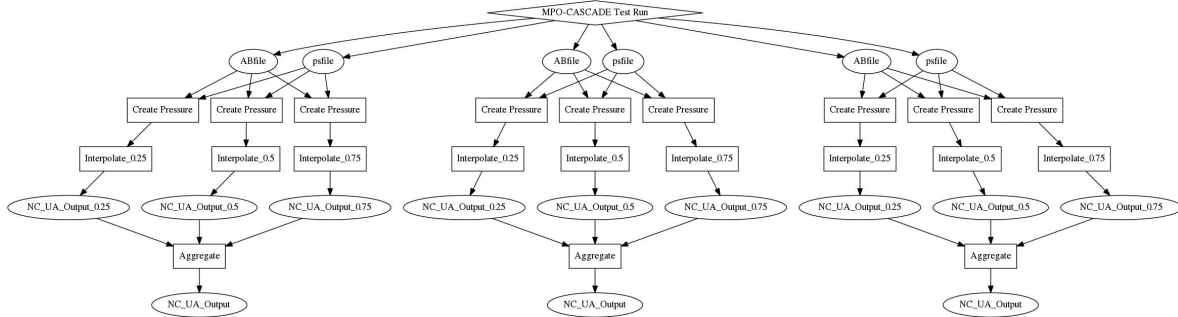 MPO-CASCADE Test Run
ABfile psfile ABfile psfile ABfile psfile
Create Pressure Create Pressure Create Pressure Create Pressure Create Pressure Create Pressure Create Pressure Create Pressure Create Pressure
Interpolate_0.25 Interpolate_0.5 Interpolate_0.75 Interpolate_0.25 Interpolate_0.5 Interpolate_0.75 Interpolate_0.25 Interpolate_0.5 Interpolate_0.75
NC_UA_Output_0.25 NC_UA_Output_0.5 NC_UA_Output_0.75 NC_UA_Output_0.25 NC_UA_Output_0.5 NC_UA_Output_0.75 NC_UA_Output_0.25 NC_UA_Output_0.5 NC_UA_Output_0.75
Aggregate Aggregate Aggregate
NC_UA_Output NC_UA_Output NC_UA_Output